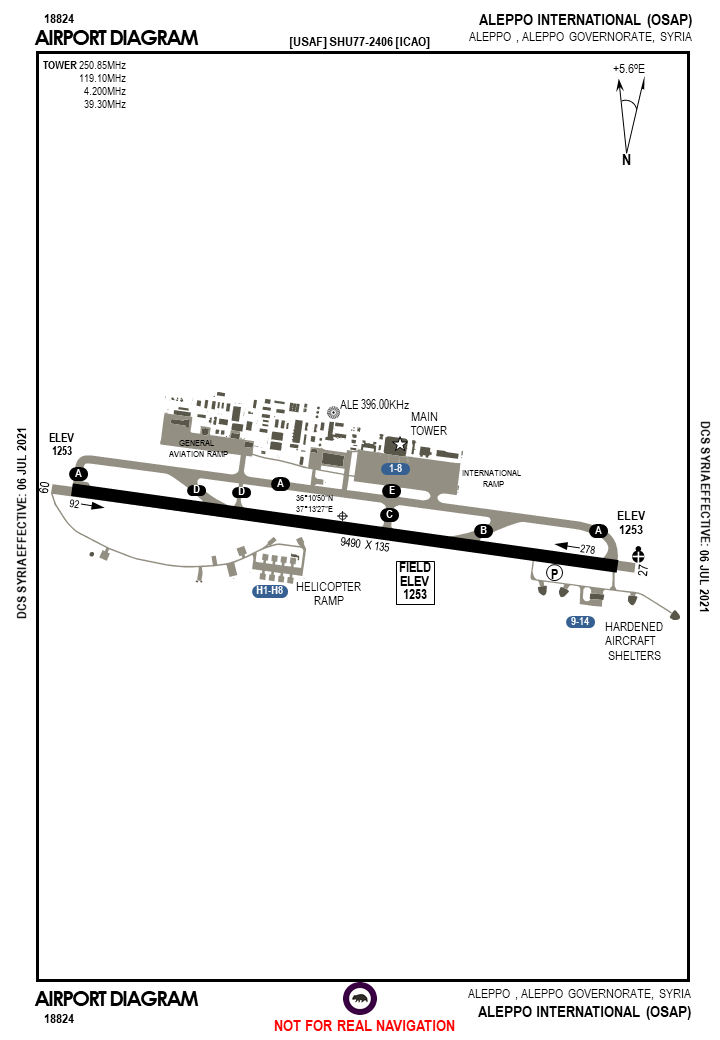 18824
AIRPORT DIAGRAM
[USAF] SHU77-2406 [ICAO]
ALEPPO INTERNATIONAL (OSAP)
ALEPPO , ALEPPO GOVERNORATE, SYRIA
TOWER 250.85MHz
119.10MHz
4.200MHz
39.30MHz
+5.6ºE
N
ALE 396.00KHz
MAIN
TOWER
GENERAL
AVIATION RAMP
1-8
INTERNATIONAL
RAMP
ELEV
1253
A
D
D
A
E
C
B
A
ELEV
1253
09
92
36°10'50"N
37°13'27"E
9490 X 135
278
27
P
FIELD
ELEV
1253
H1-H8
HELICOPTER
RAMP
9-14
HARDENED
AIRCRAFT
SHELTERS
DCS SYRIA EFFECTIVE: 06 JUL 2021
DCS SYRIA EFFECTIVE: 06 JUL 2021
AIRPORT DIAGRAM
18824
NOT FOR REAL NAVIGATION
ALEPPO , ALEPPO GOVERNORATE, SYRIA
ALEPPO INTERNATIONAL (OSAP)